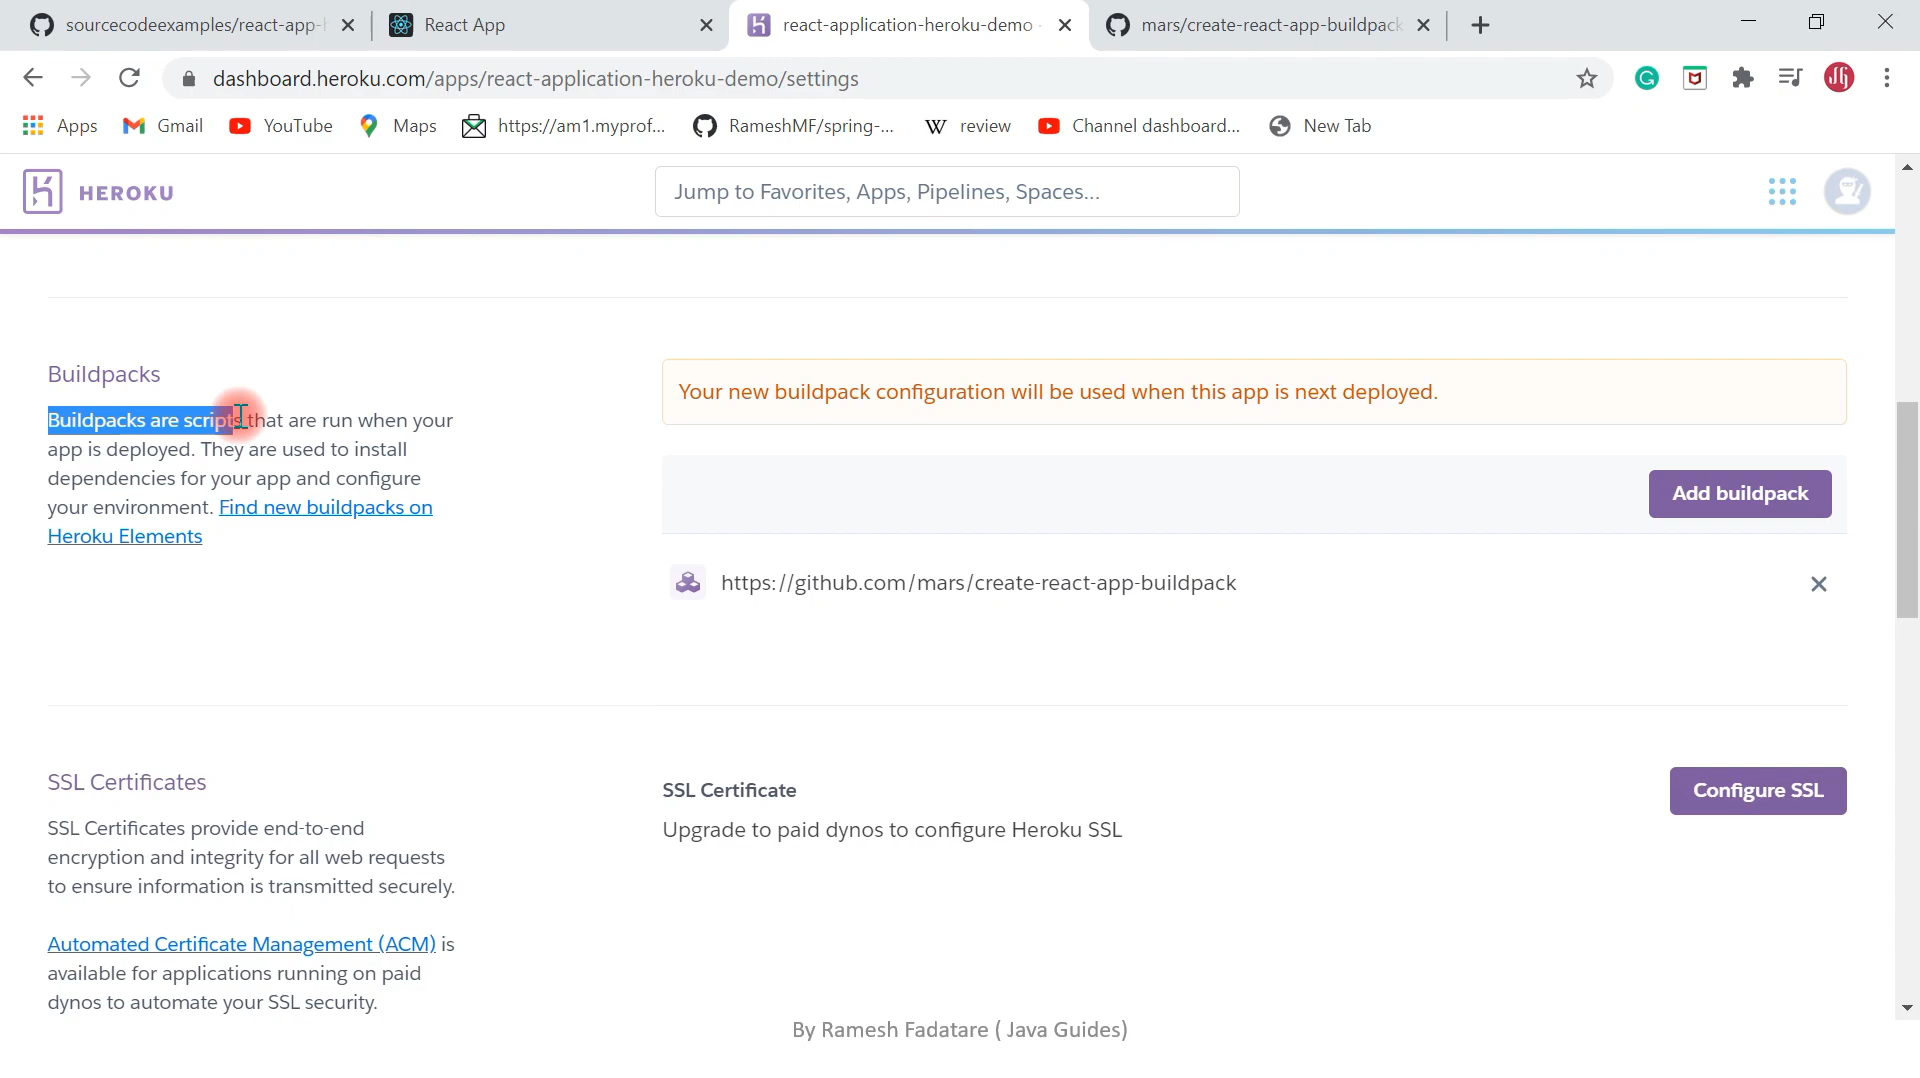 sourcecodeexamples/react-app-h
React App
react-application-heroku-demo
mars/create-react-app-buildpack
dashboard.heroku.com/apps/react-application-heroku-demo/settings
Apps
Gmail
YouTube
Maps
https://am1.myprof...
RameshMF/spring-...
review
Channel dashboard...
New Tab
HEROKU
Jump to Favorites, Apps, Pipelines, Spaces...
Buildpacks
Buildpacks are scripts that are run when your
app is deployed. They are used to install
dependencies for your app and configure
your environment. Find new buildpacks on
Heroku Elements
Your new buildpack configuration will be used when this app is next deployed.
Add buildpack
https://github.com/mars/create-react-app-buildpack
SSL Certificates
SSL Certificates provide end-to-end
encryption and integrity for all web requests
to ensure information is transmitted securely.
Automated Certificate Management (ACM) is
available for applications running on paid
dynos to automate your SSL security.
SSL Certificate
Upgrade to paid dynos to configure Heroku SSL
Configure SSL
By Ramesh Fadatare ( Java Guides)